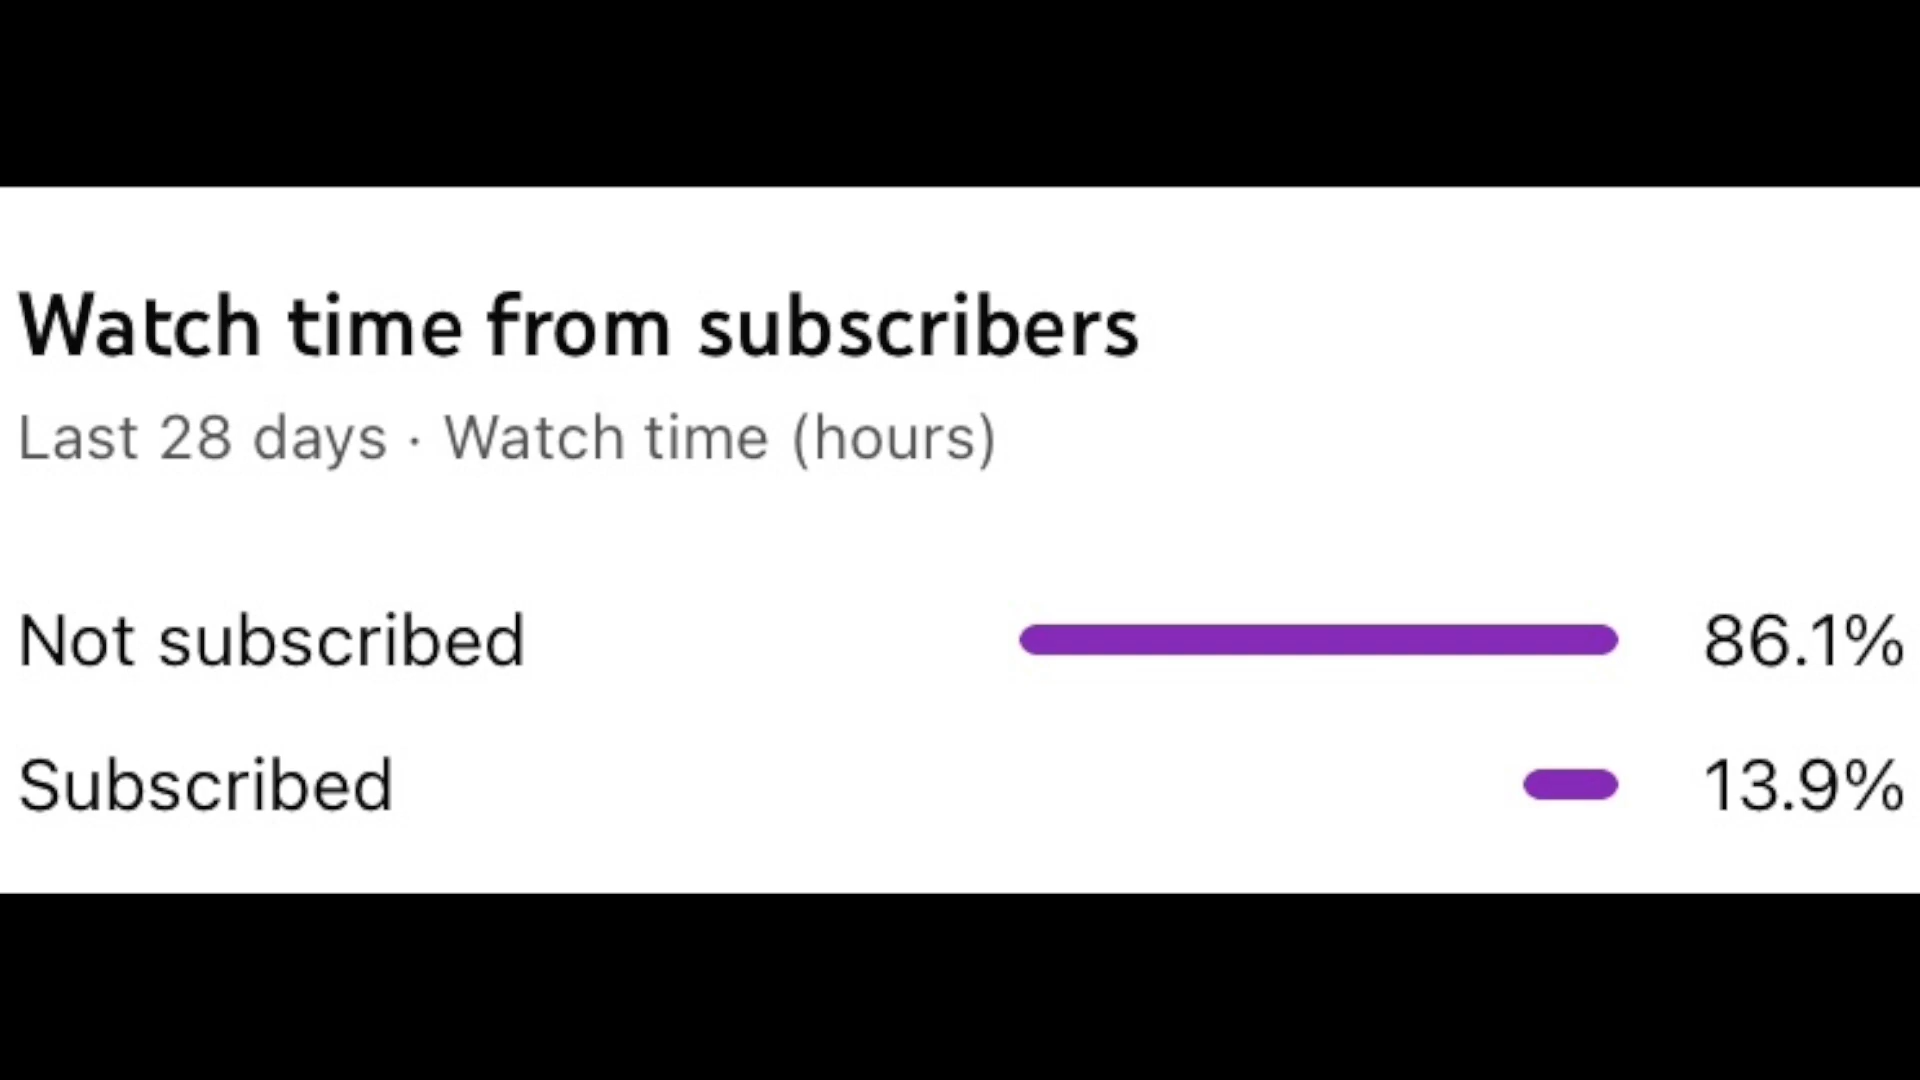 Watch time from subscribers
Last 28 days · Watch time (hours)
Not subscribed 86.1%
Subscribed 13.9%